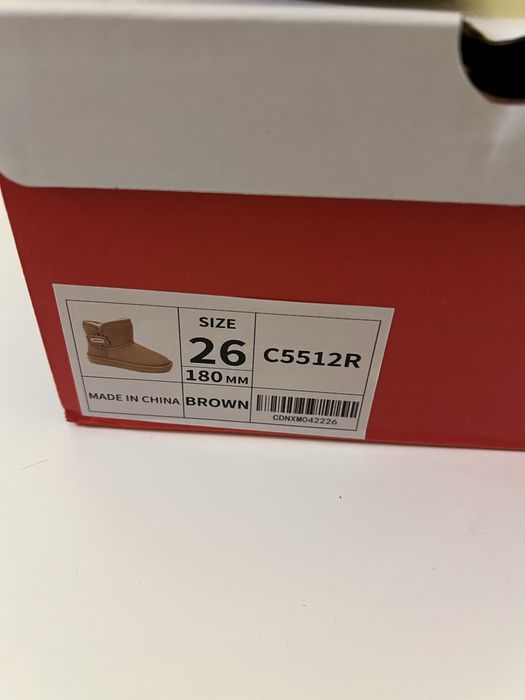 SIZE
26
180 MM
C5512R
MADE IN CHINA
BROWN
CDNXM042226